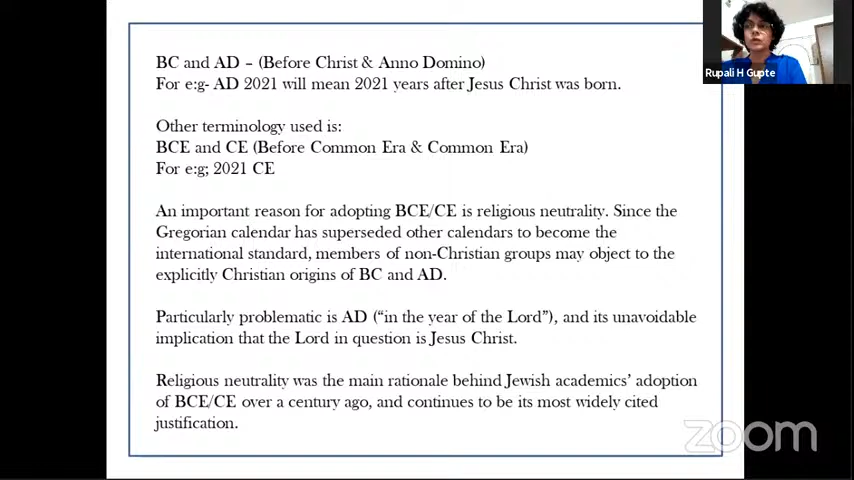 BC and AD – (Before Christ & Anno Domino)
For e:g- AD 2021 will mean 2021 years after Jesus Christ was born.
Other terminology used is:
BCE and CE (Before Common Era & Common Era)
For e:g; 2021 CE
An important reason for adopting BCE/CE is religious neutrality. Since the
Gregorian calendar has superseded other calendars to become the
international standard, members of non-Christian groups may object to the
explicitly Christian origins of BC and AD.
Particularly problematic is AD (“in the year of the Lord”), and its unavoidable
implication that the Lord in question is Jesus Christ.
Religious neutrality was the main rationale behind Jewish academics’ adoption
of BCE/CE over a century ago, and continues to be its most widely cited
justification.
Rupali H Gupte
zoom